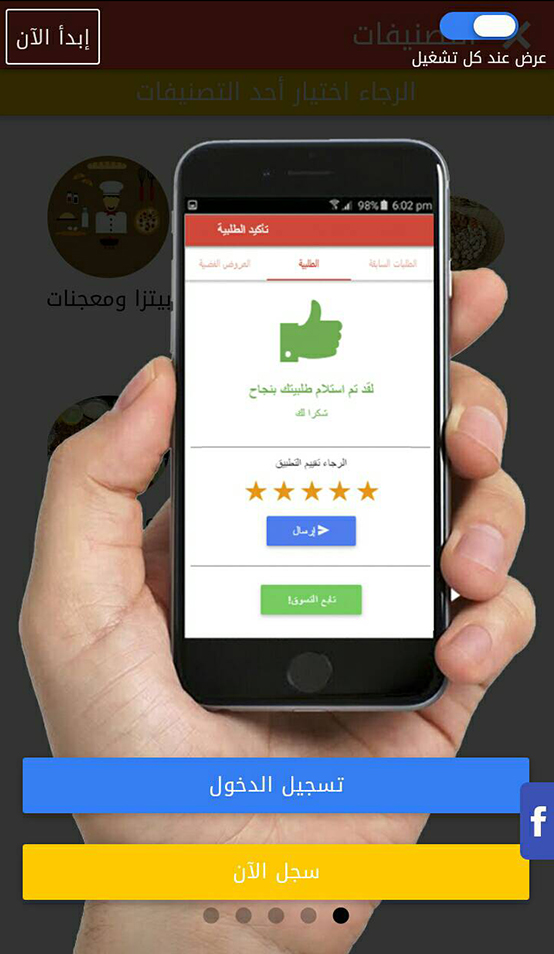 التصنيفات
إبدأ الآن
عرض عند كل تشغيل
الرجاء اختيار أحد التصنيفات
بيتزا ومعجنات
98% 6:02 pm
تأكيد الطلبية
الطلبات السابقة
الطلبية
العروض الفضية
لقد تم استلام طلبيتك بنجاح
شكرا لك
الرجاء تقييم التطبيق
إرسال
تابع التسوق!
تسجيل الدخول
f
سجل الآن